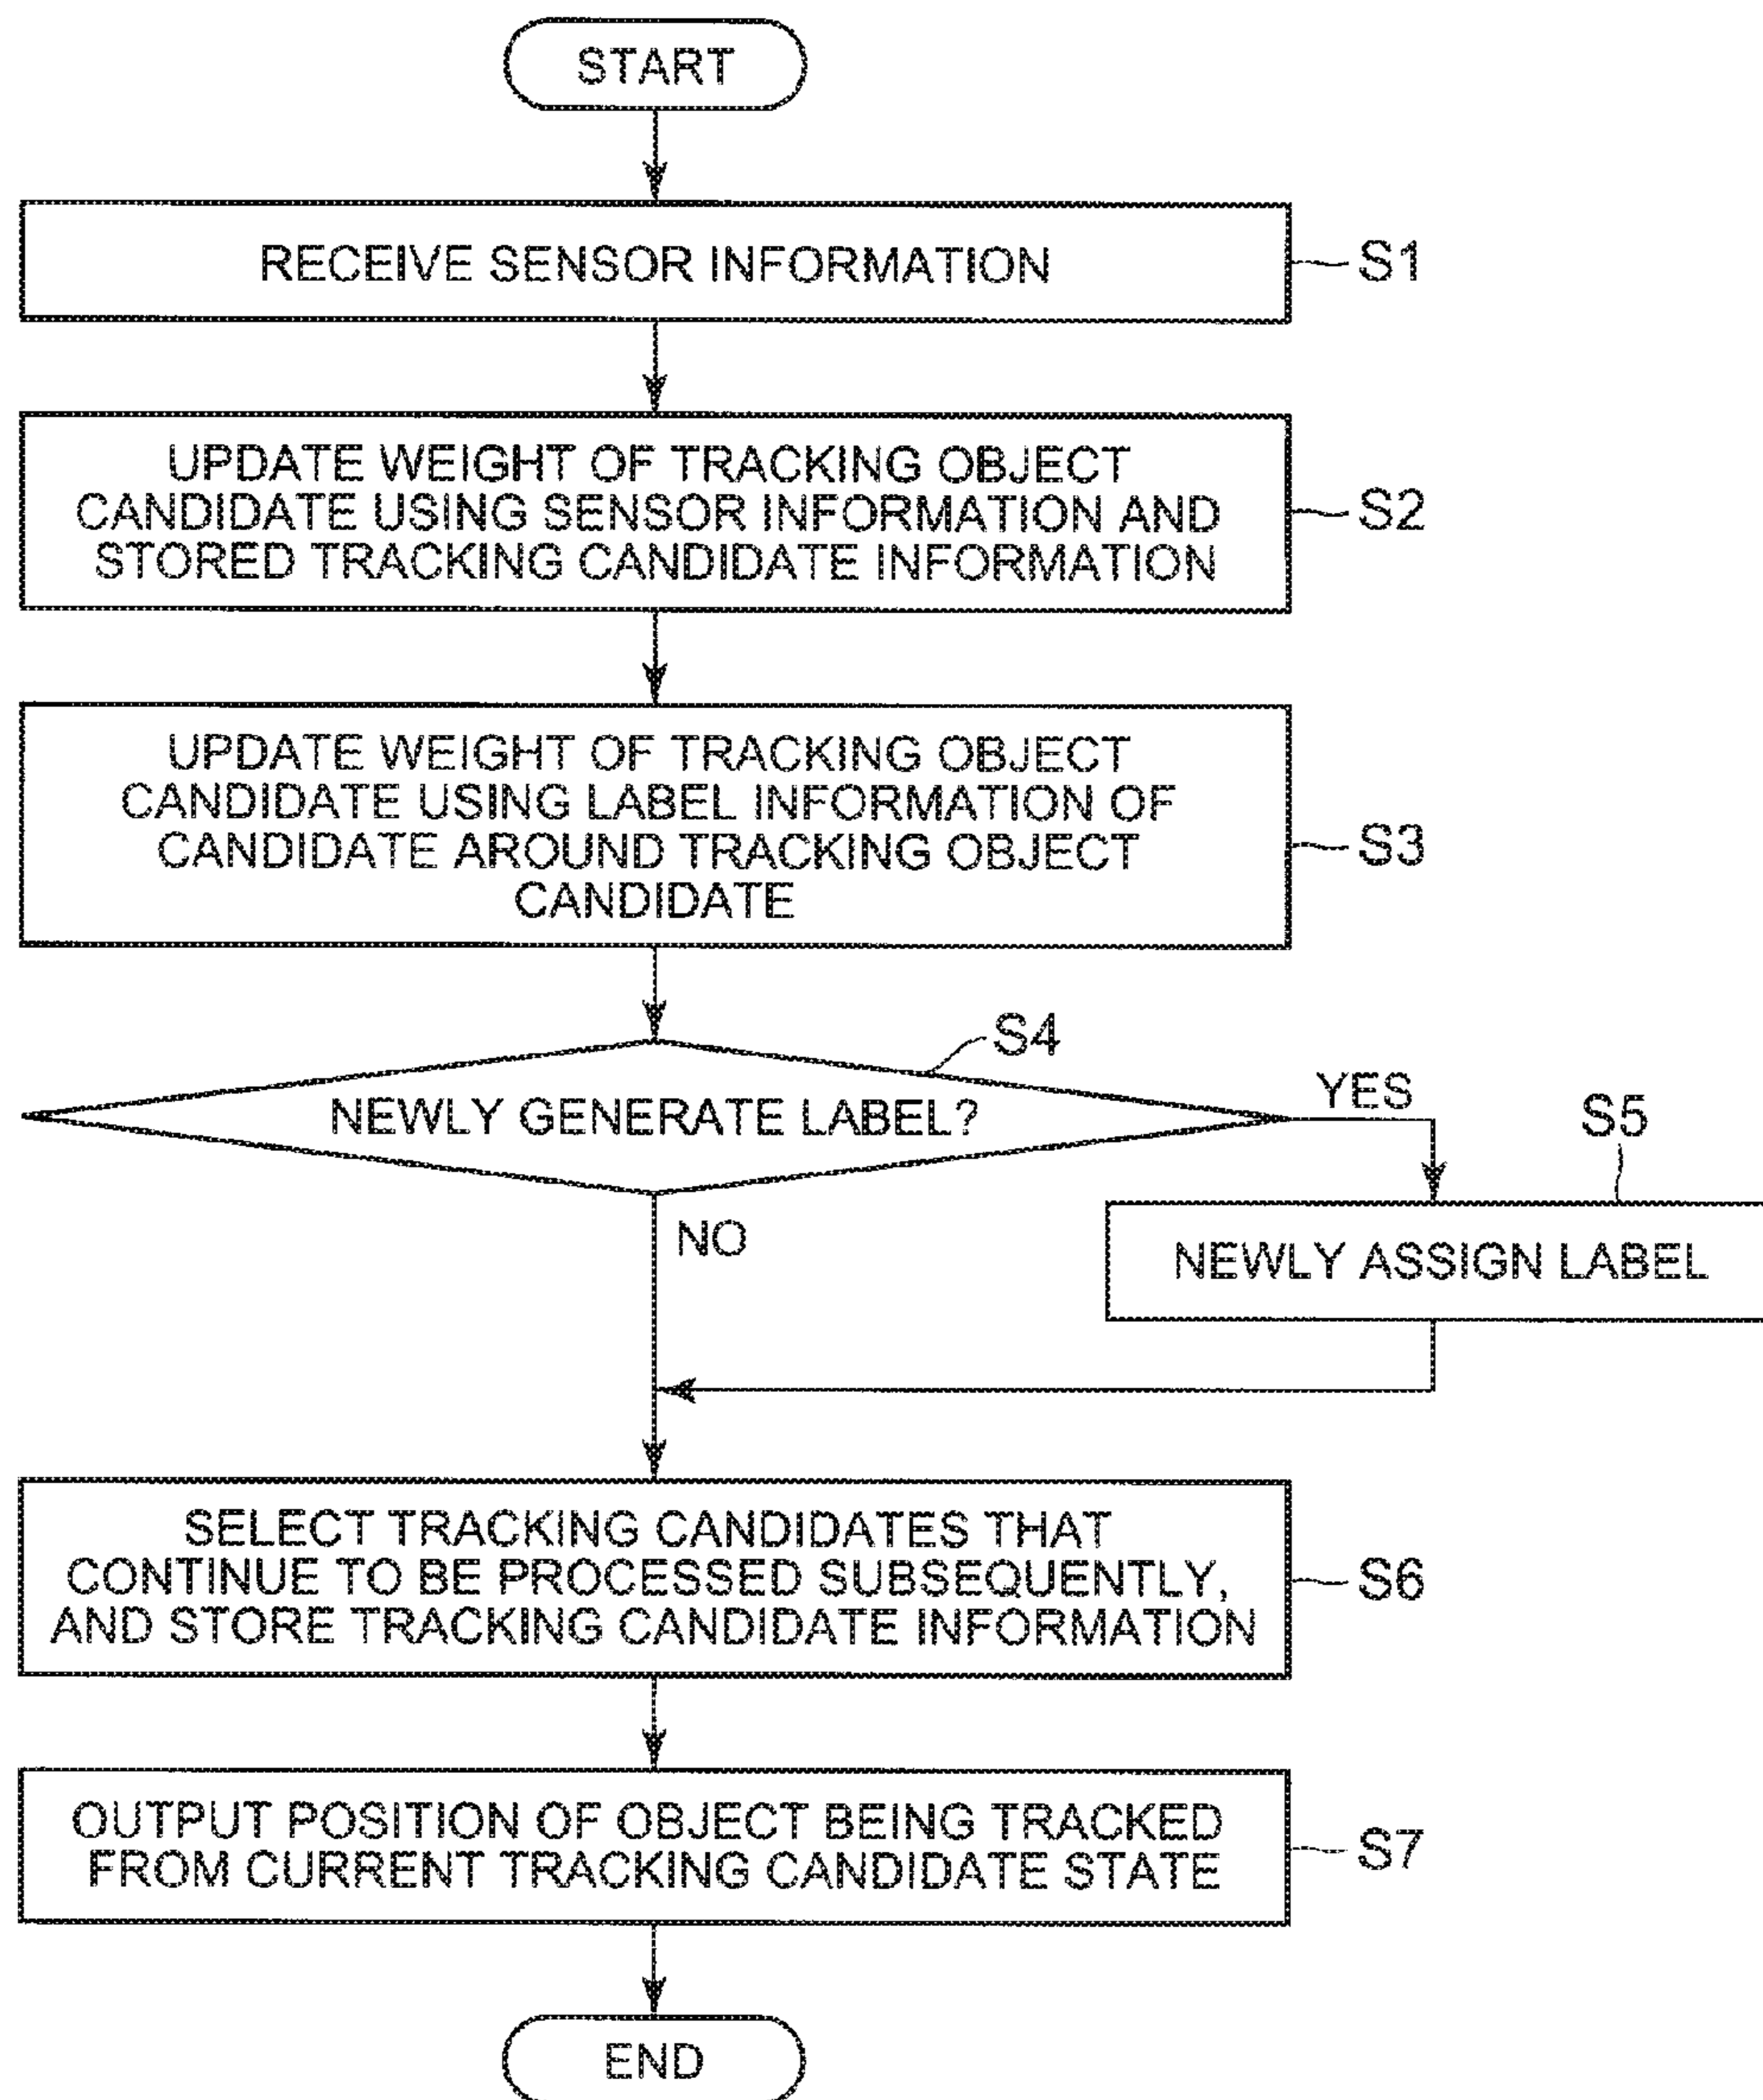 START
RECEIVE SENSOR INFORMATION
S1
UPDATE WEIGHT OF TRACKING OBJECT
CANDIDATE USING SENSOR INFORMATION AND
STORED TRACKING CANDIDATE INFORMATION
S2
UPDATE WEIGHT OF TRACKING OBJECT
CANDIDATE USING LABEL INFORMATION OF
CANDIDATE AROUND TRACKING OBJECT
CANDIDATE
S3
S4
NEWLY GENERATE LABEL?
YES
S5
NO
NEWLY ASSIGN LABEL
SELECT TRACKING CANDIDATES THAT
CONTINUE TO BE PROCESSED SUBSEQUENTLY,
AND STORE TRACKING CANDIDATE INFORMATION
S6
OUTPUT POSITION OF OBJECT BEING TRACKED
FROM CURRENT TRACKING CANDIDATE STATE
S7
END